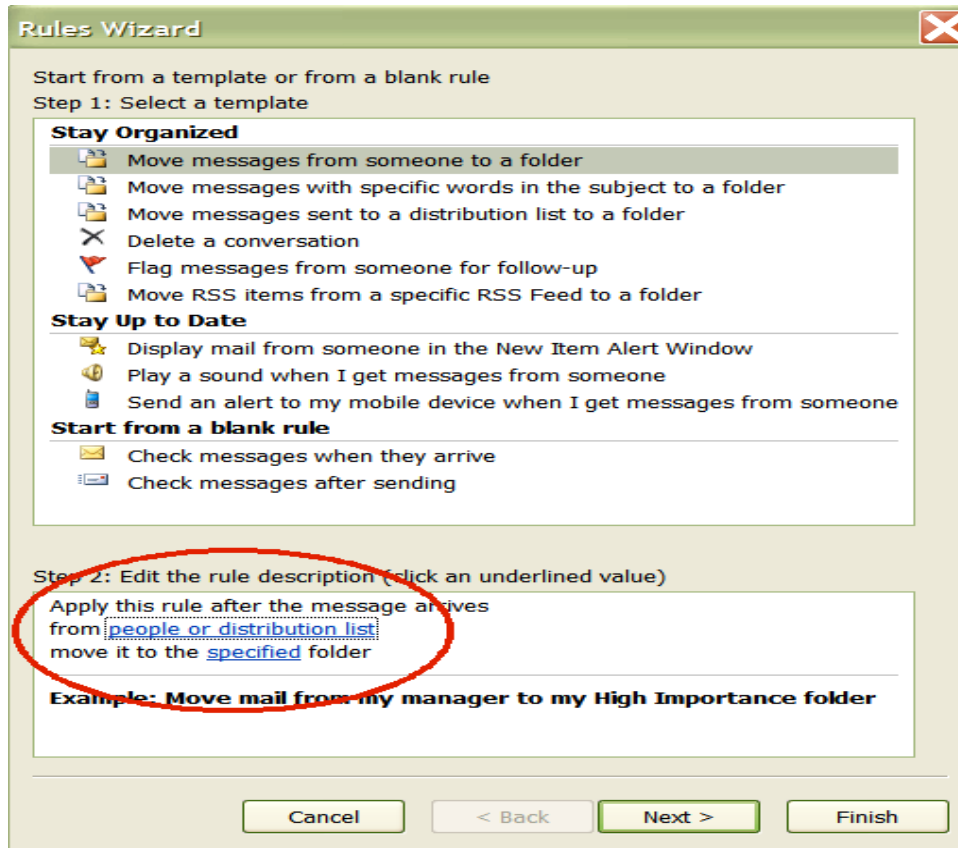 Rules Wizard
Start from a template or from a blank rule
Step 1: Select a template
Stay Organized
Move messages from someone to a folder
Move messages with specific words in the subject to a folder
Move messages sent to a distribution list to a folder
Delete a conversation
Flag messages from someone for follow-up
Move RSS items from a specific RSS Feed to a folder
Stay Up to Date
Display mail from someone in the New Item Alert Window
Play a sound when I get messages from someone
Send an alert to my mobile device when I get messages from someone
Start from a blank rule
Check messages when they arrive
Check messages after sending
Step 2: Edit the rule description (click an underlined value)
Apply this rule after the message arrives
from people or distribution list
move it to the specified folder
Example: Move mail from my manager to my High Importance folder
Cancel < Back Next > Finish